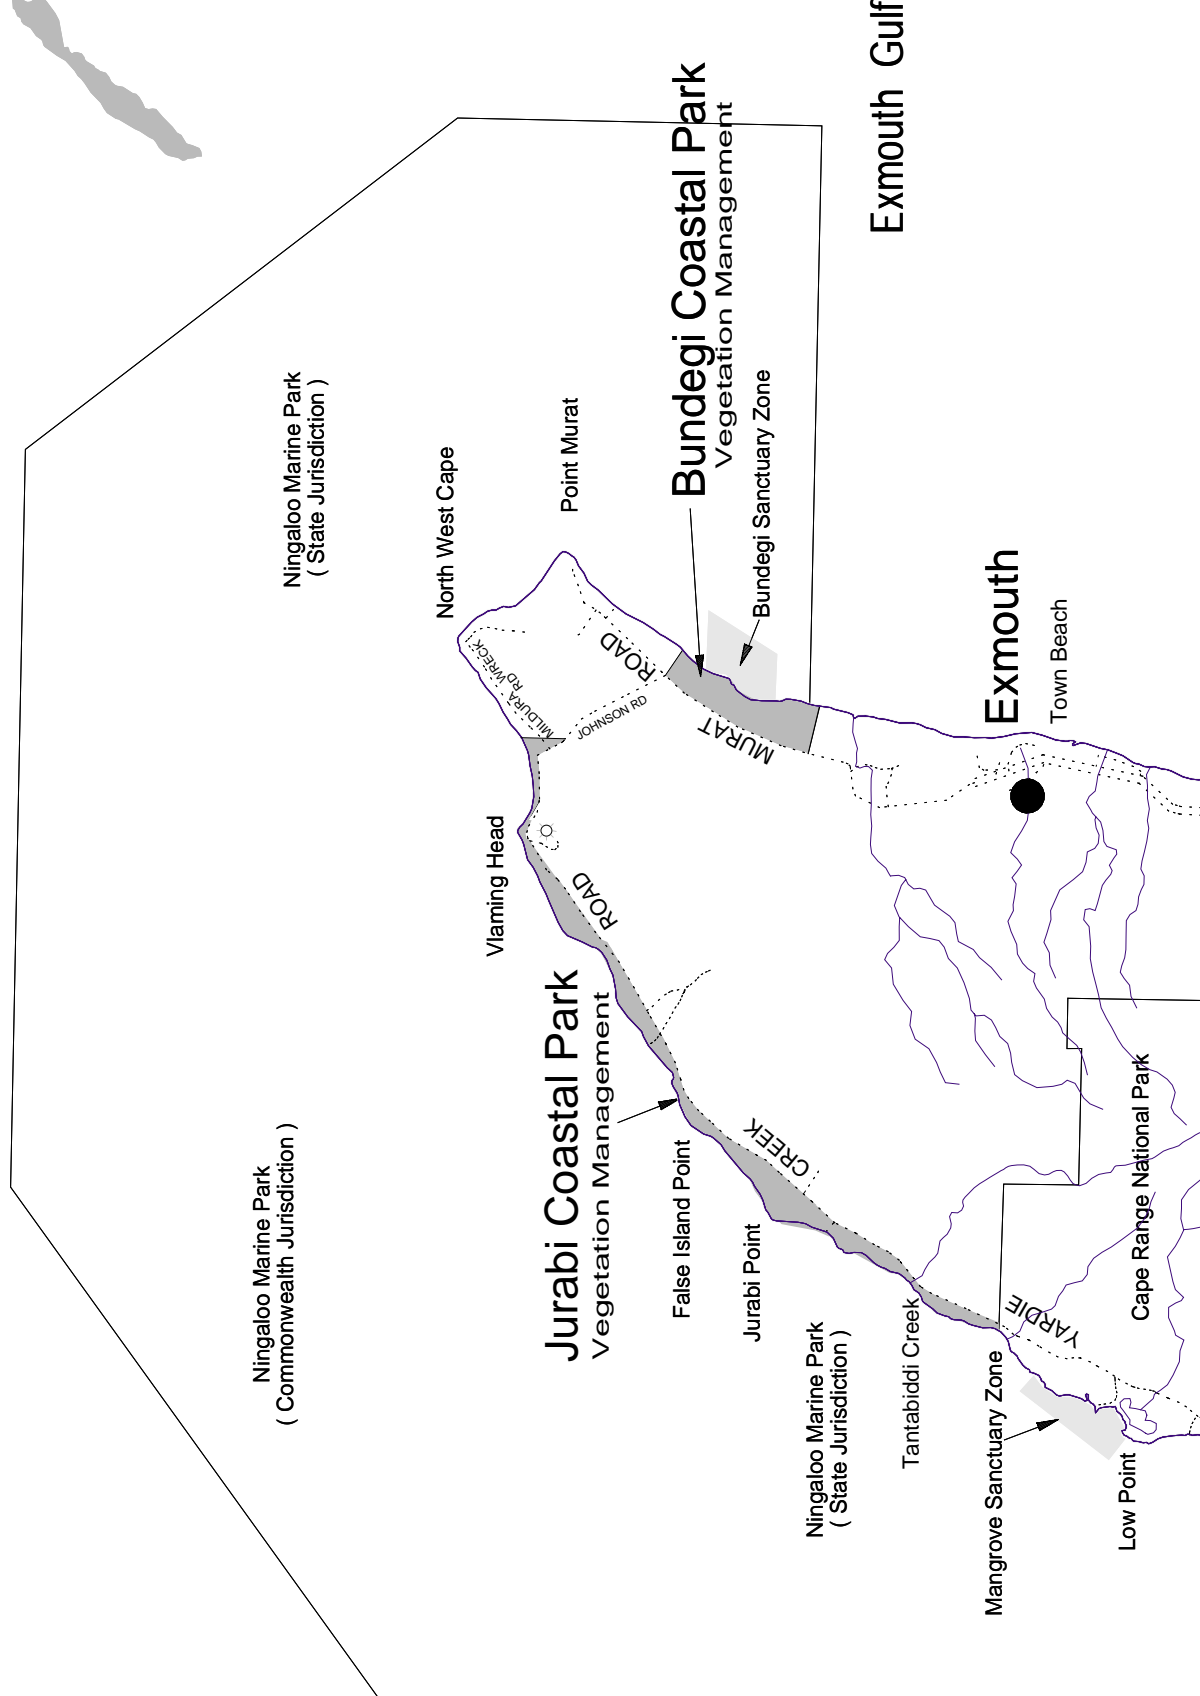 Ningaloo Marine Park
( Commonwealth Jurisdiction )
Ningaloo Marine Park
( State Jurisdiction )
North West Cape
Point Murat
Bundegi Coastal Park
Vegetation Management
Bundegi Sanctuary Zone
Exmouth Gulf
MILDURA WRECK
RD
JOHNSON RD
MURAT
ROAD
Vlaming Head
Exmouth
Town Beach
Jurabi Coastal Park
Vegetation Management
False Island Point
Jurabi Point
Ningaloo Marine Park
( State Jurisdiction )
Tantabiddi Creek
YARDIE
CREEK
ROAD
Mangrove Sanctuary Zone
Low Point
Cape Range National Park